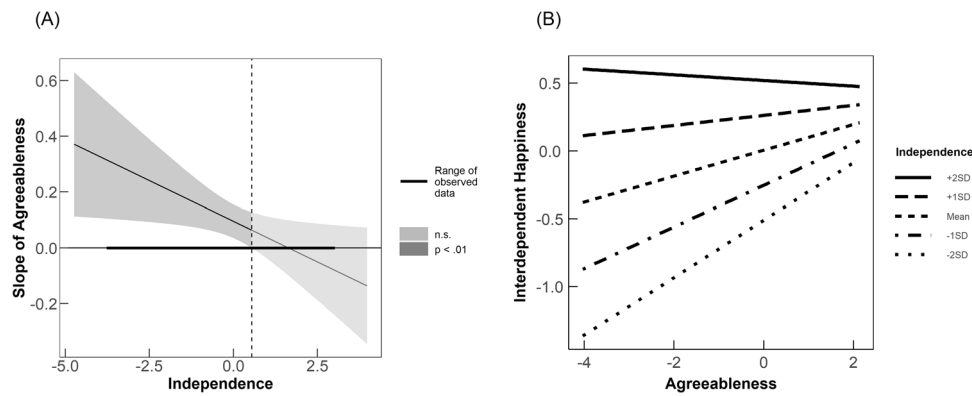 (A)
(B)
0.6
0.4
0.2
0.0
-0.2
Slope of Agreeableness
-5.0
-2.5
0.0
2.5
Independence
Range of
observed
data
n.s.
p < .01
0.5
0.0
-0.5
-1.0
Interdependent Happiness
-4
-2
0
2
Agreeableness
Independence
+2SD
+1SD
Mean
-1SD
-2SD